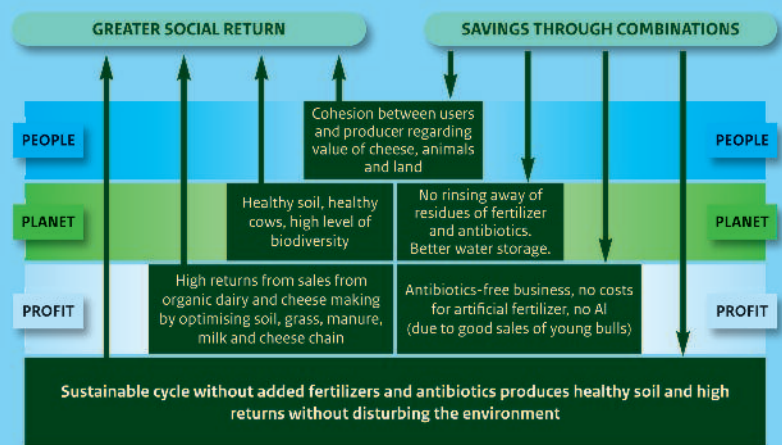 GREATER SOCIAL RETURN
SAVINGS THROUGH COMBINATIONS
PEOPLE
Cohesion between users
and producer regarding
value of cheese, animals
and land
PEOPLE
PLANET
Healthy soil, healthy
cows, high level of
biodiversity
No rinsing away of
residues of fertilizer
and antibiotics.
Better water storage.
PLANET
PROFIT
High returns from sales from
organic dairy and cheese making
by optimising soil, grass, manure,
milk and cheese chain
Antibiotics-free business, no costs
for artificial fertilizer, no AI
(due to good sales of young bulls)
PROFIT
Sustainable cycle without added fertilizers and antibiotics produces healthy soil and high
returns without disturbing the environment